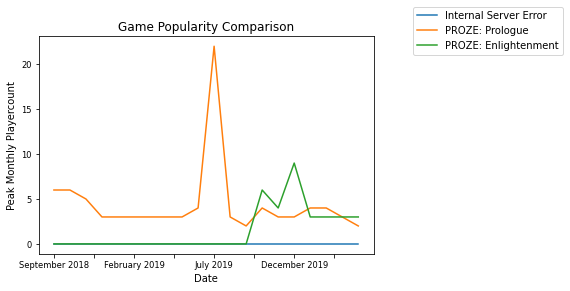 Game Popularity Comparison
Internal Server Error
PROZE: Prologue
PROZE: Enlightenment
Peak Monthly Playercount
20
15
10
5
0
September 2018 February 2019 July 2019 December 2019
Date